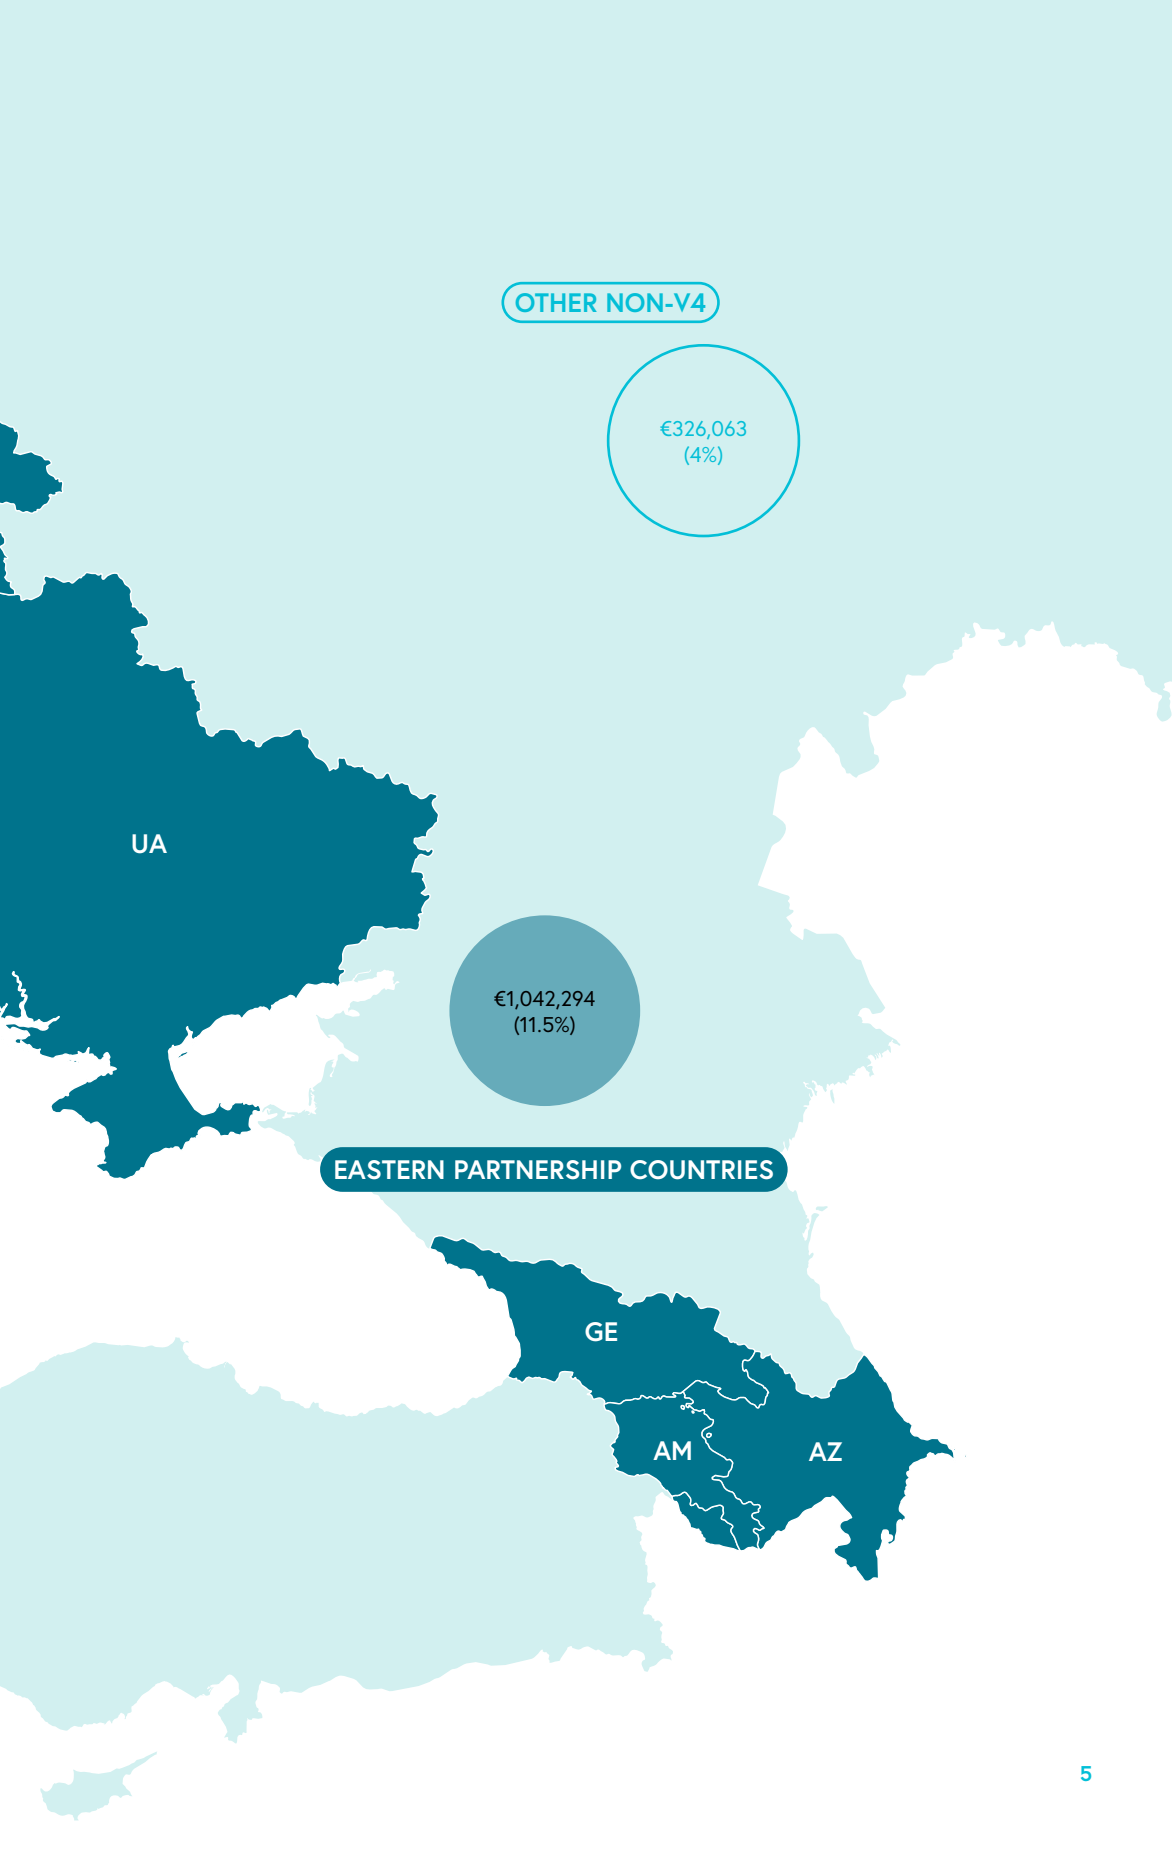 OTHER NON-V4
€326,063
(4%)
UA
€1,042,294
(11.5%)
EASTERN PARTNERSHIP COUNTRIES
GE
AM
AZ
5